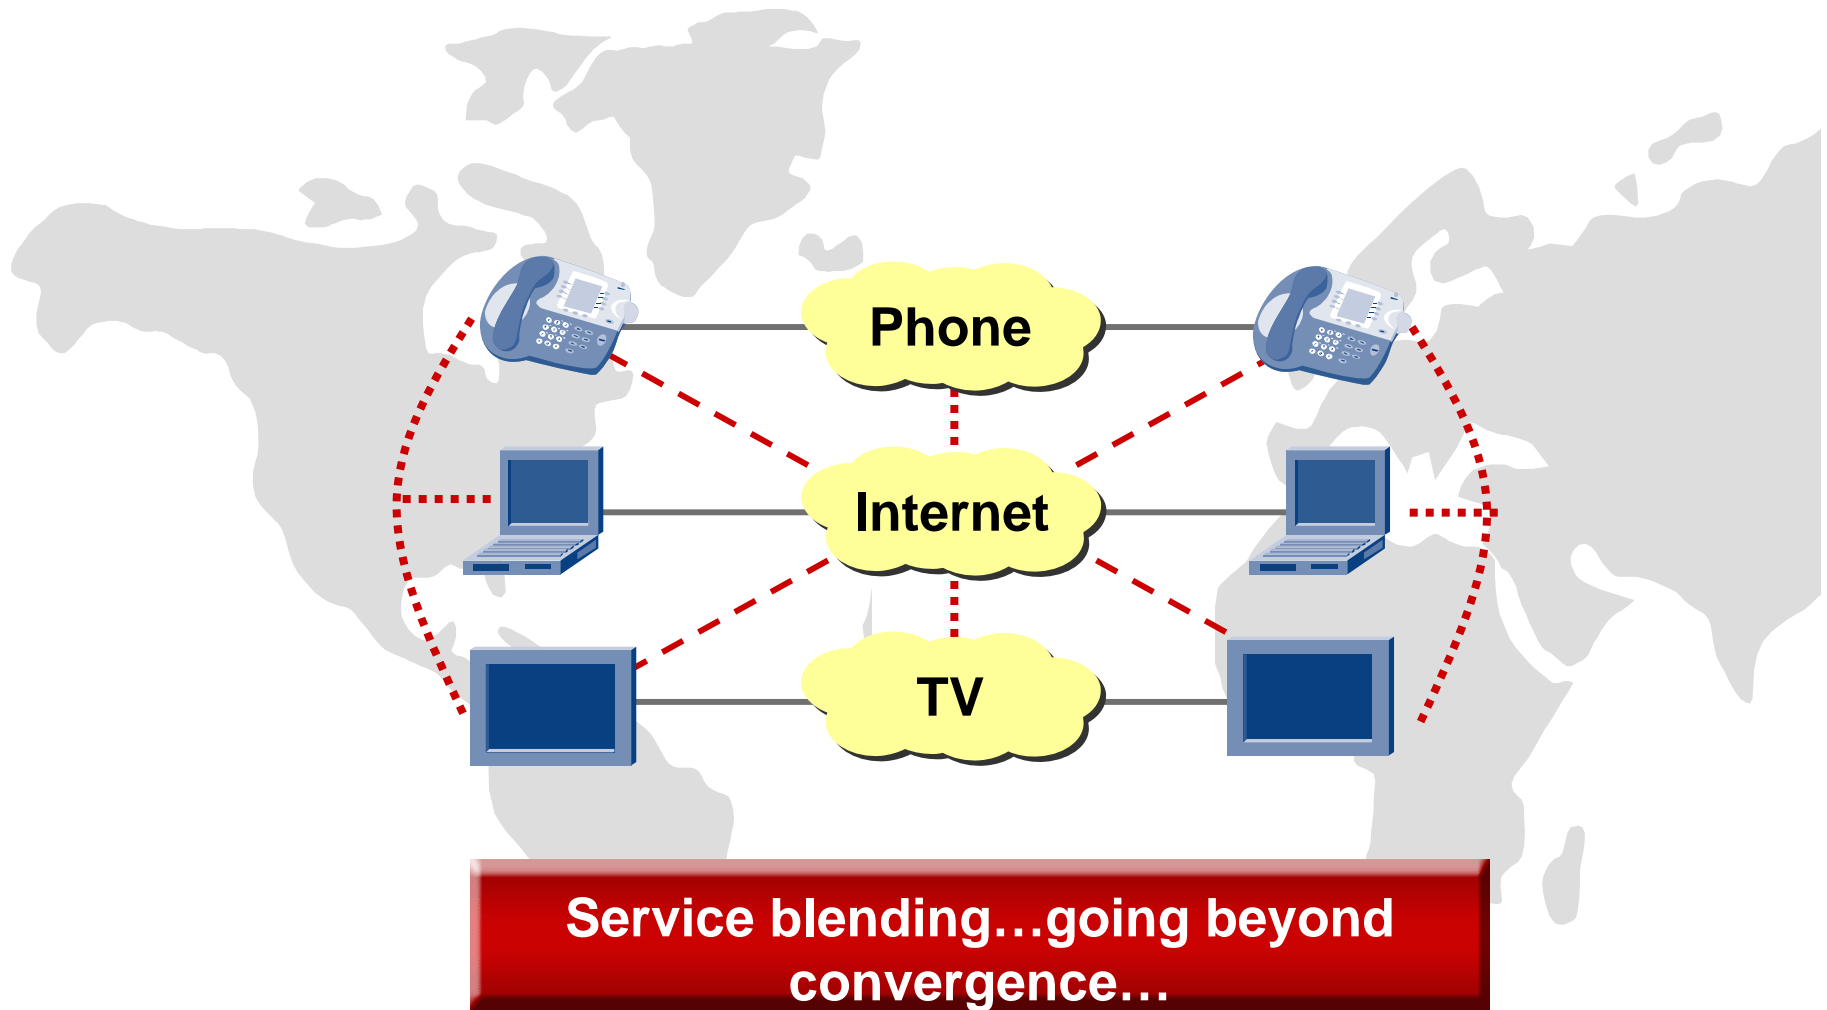 Phone
Internet
TV
Service blending…going beyond
convergence…